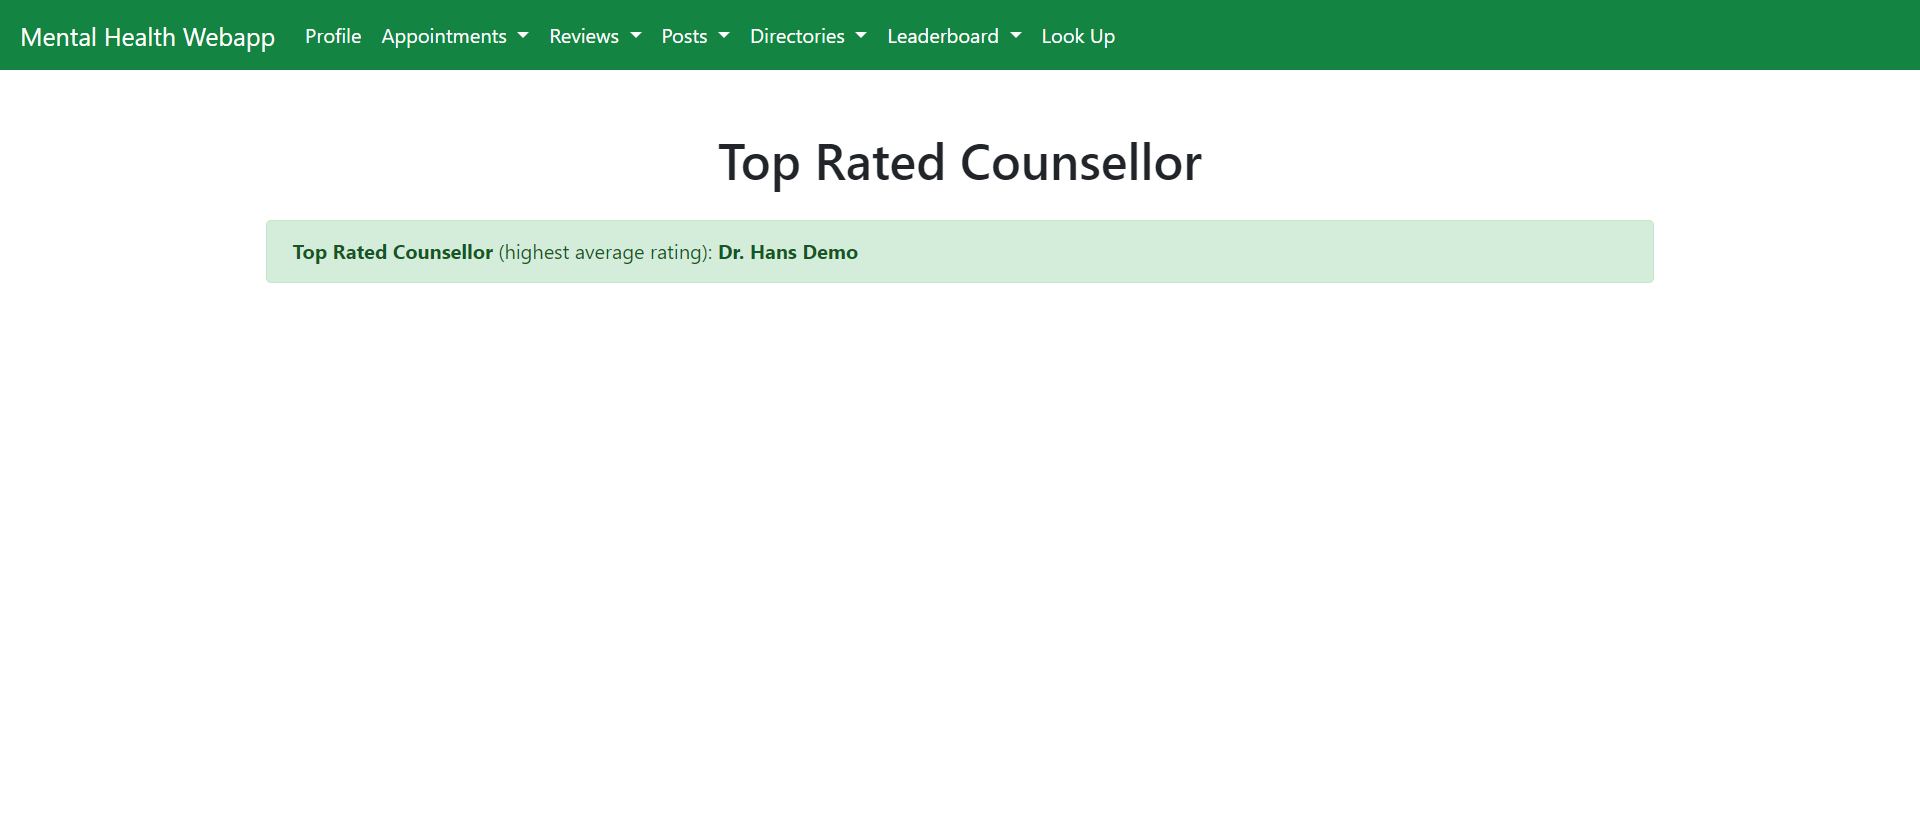 Mental Health Webapp Profile Appointments Reviews Posts Directories Leaderboard Look Up
Top Rated Counsellor
Top Rated Counsellor (highest average rating): Dr. Hans Demo